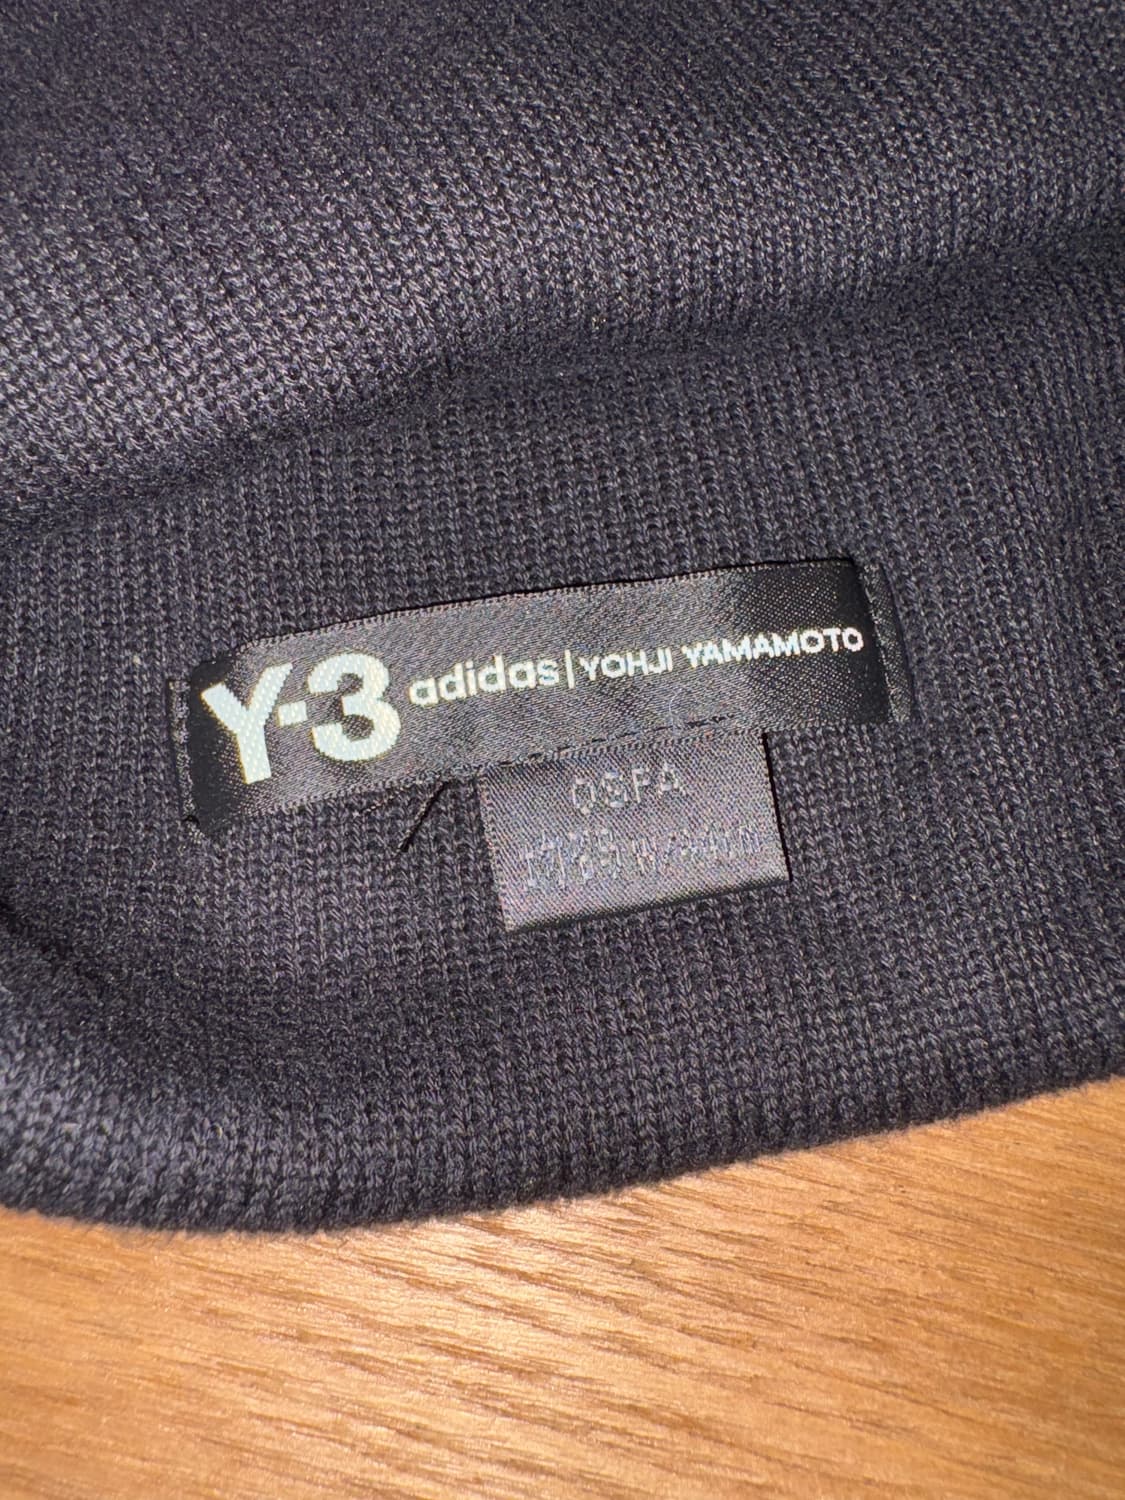 Y-3 adidas | YOHJI YAMAMOTO
OSFA